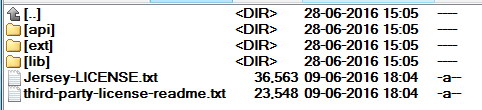 [..] <DIR> 28-06-2016 15:05 ----
[api] <DIR> 28-06-2016 15:05 ----
[ext] <DIR> 28-06-2016 15:05 ----
[lib] <DIR> 28-06-2016 15:05 ----
Jersey-LICENSE.txt 36,563 09-06-2016 18:04 -a--
third-party-license-readme.txt 23,548 09-06-2016 18:04 -a--